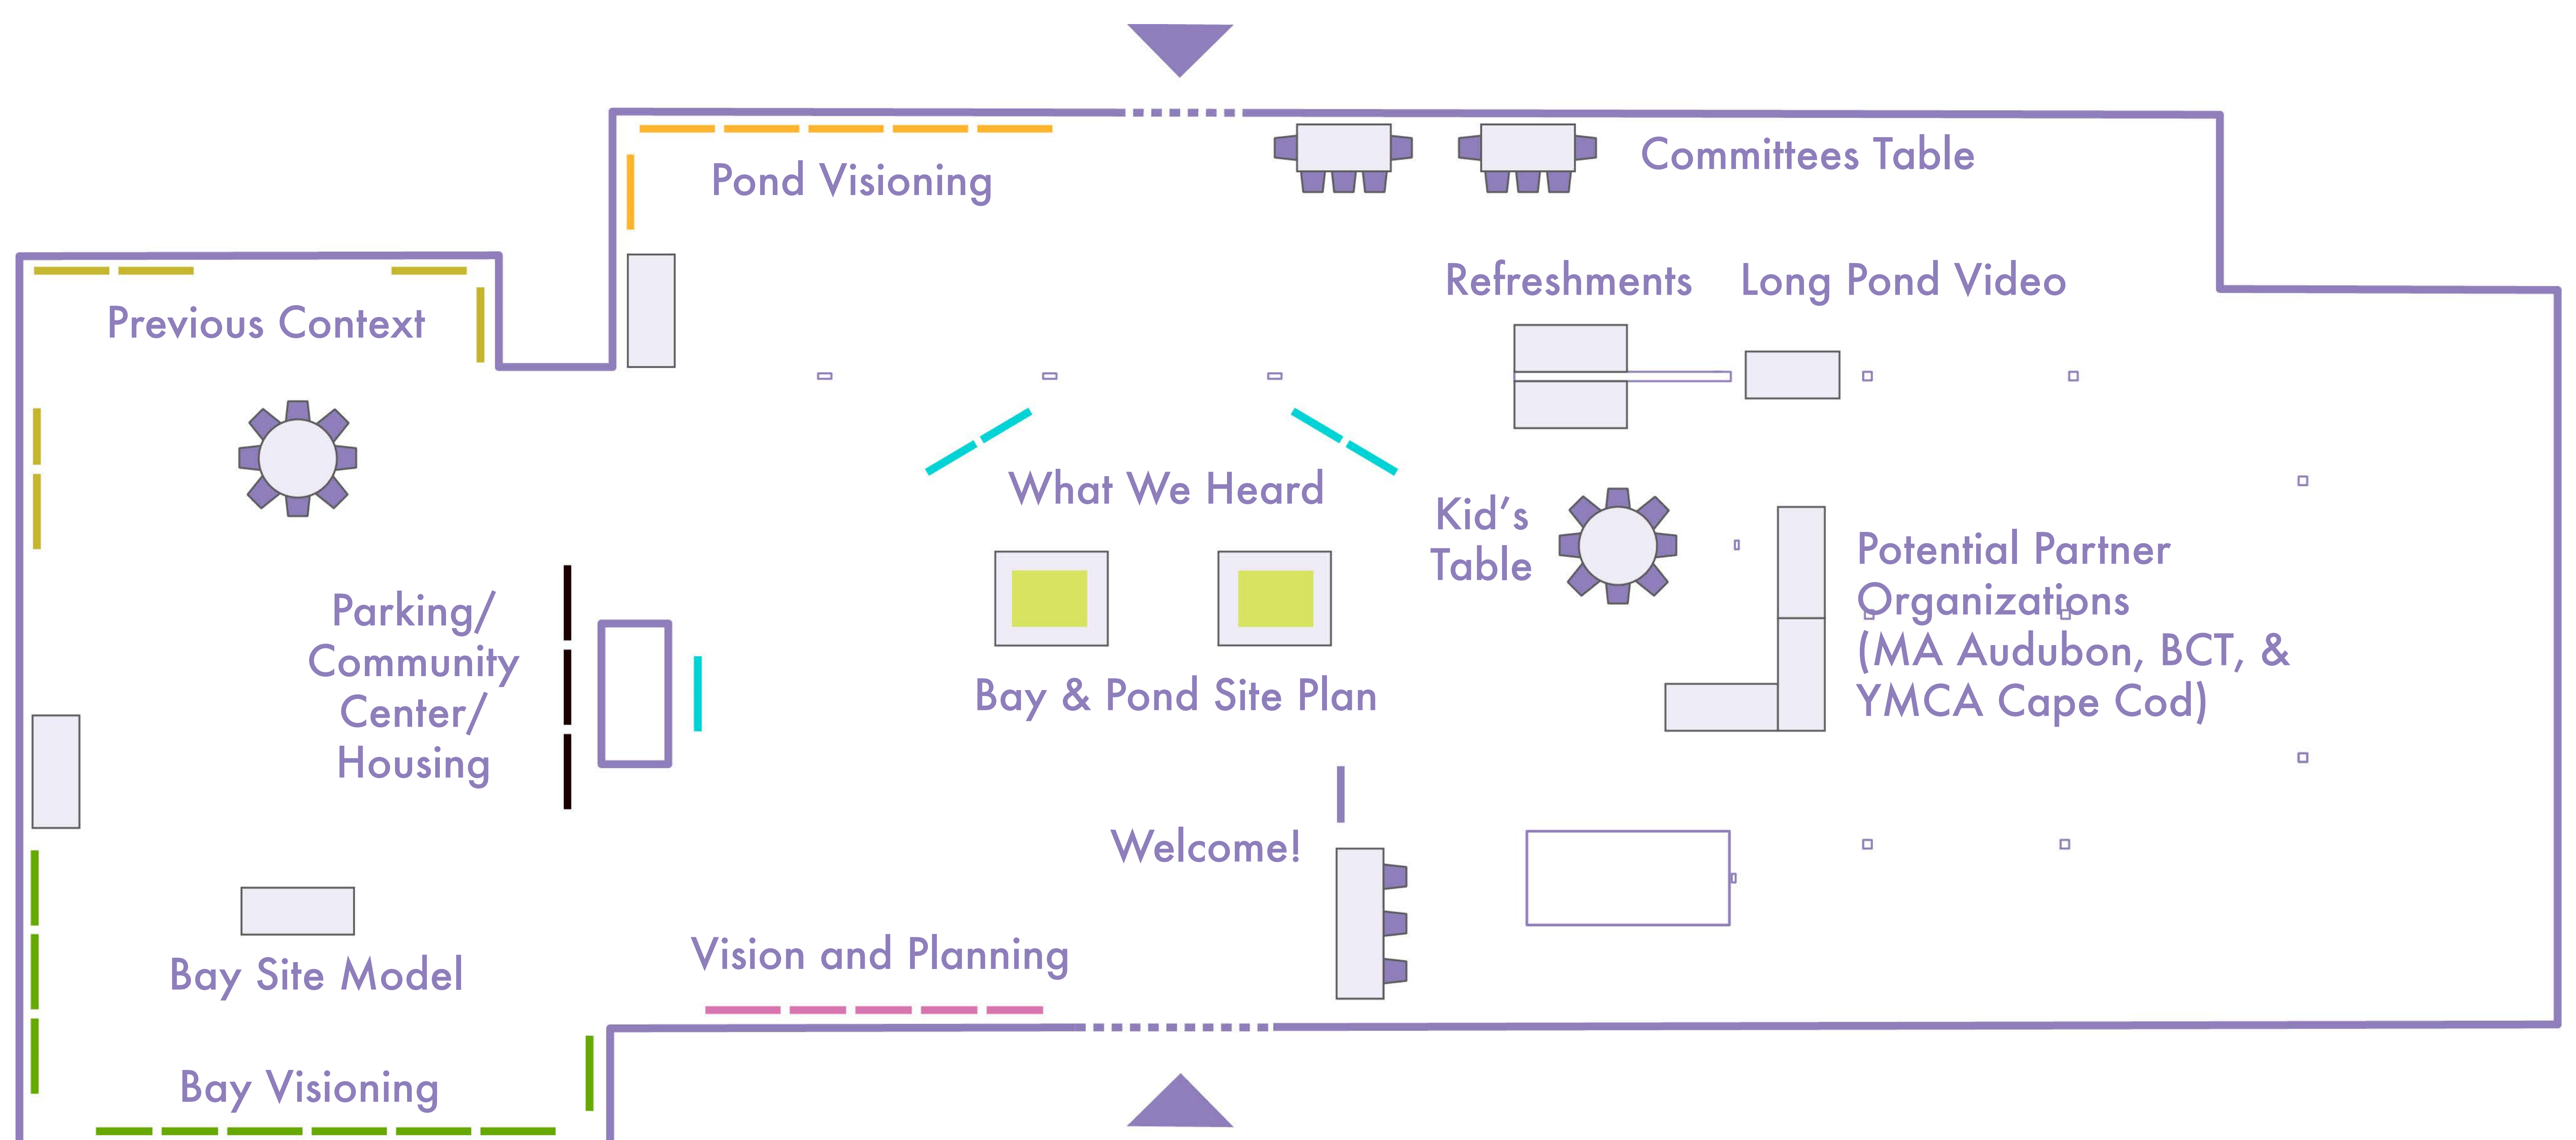 Pond Visioning
Committees Table
Refreshments
Long Pond Video
Previous Context
What We Heard
Kid's
Table
Potential Partner
Organizations
(MA Audubon, BCT, &
YMCA Cape Cod)
Parking/
Community
Center/
Housing
Bay & Pond Site Plan
Welcome!
Vision and Planning
Bay Site Model
Bay Visioning